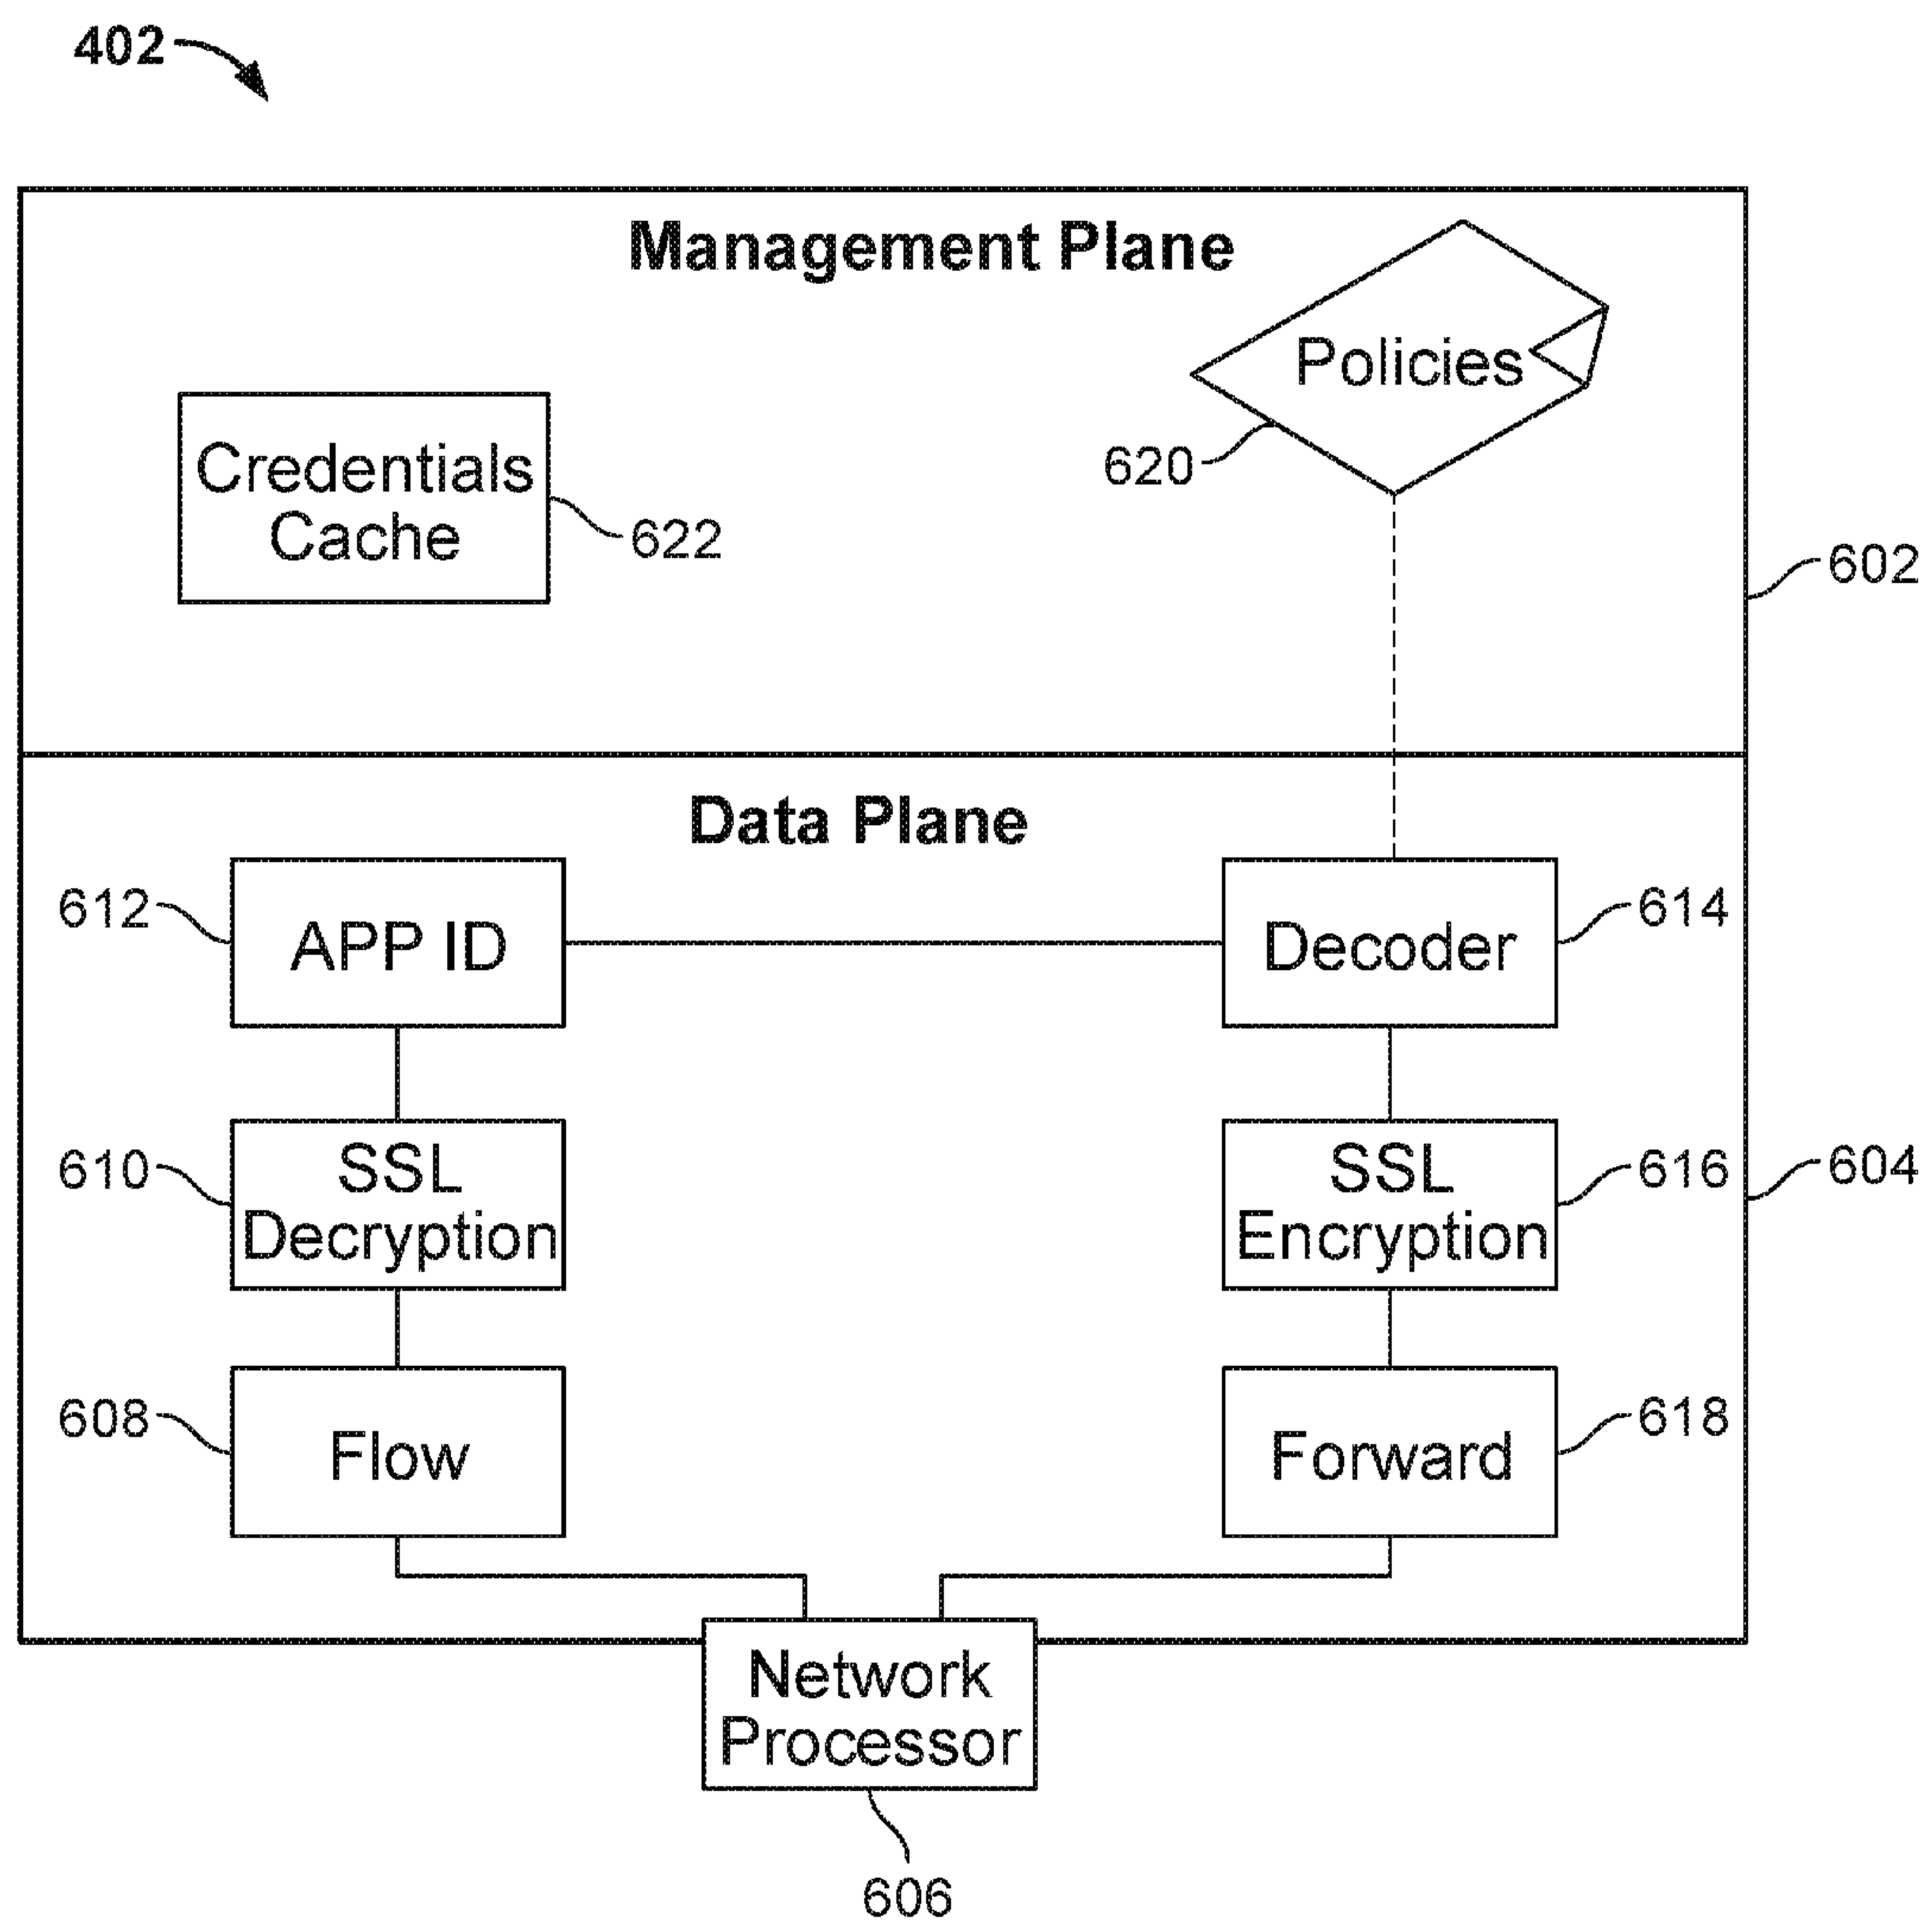 402
Management Plane
Policies
Credentials
Cache
620
622
602
Data Plane
612
APP ID
Decoder
614
610
SSL
Decryption
SSL
Encryption
616
604
608
Flow
Forward
618
Network
Processor
606